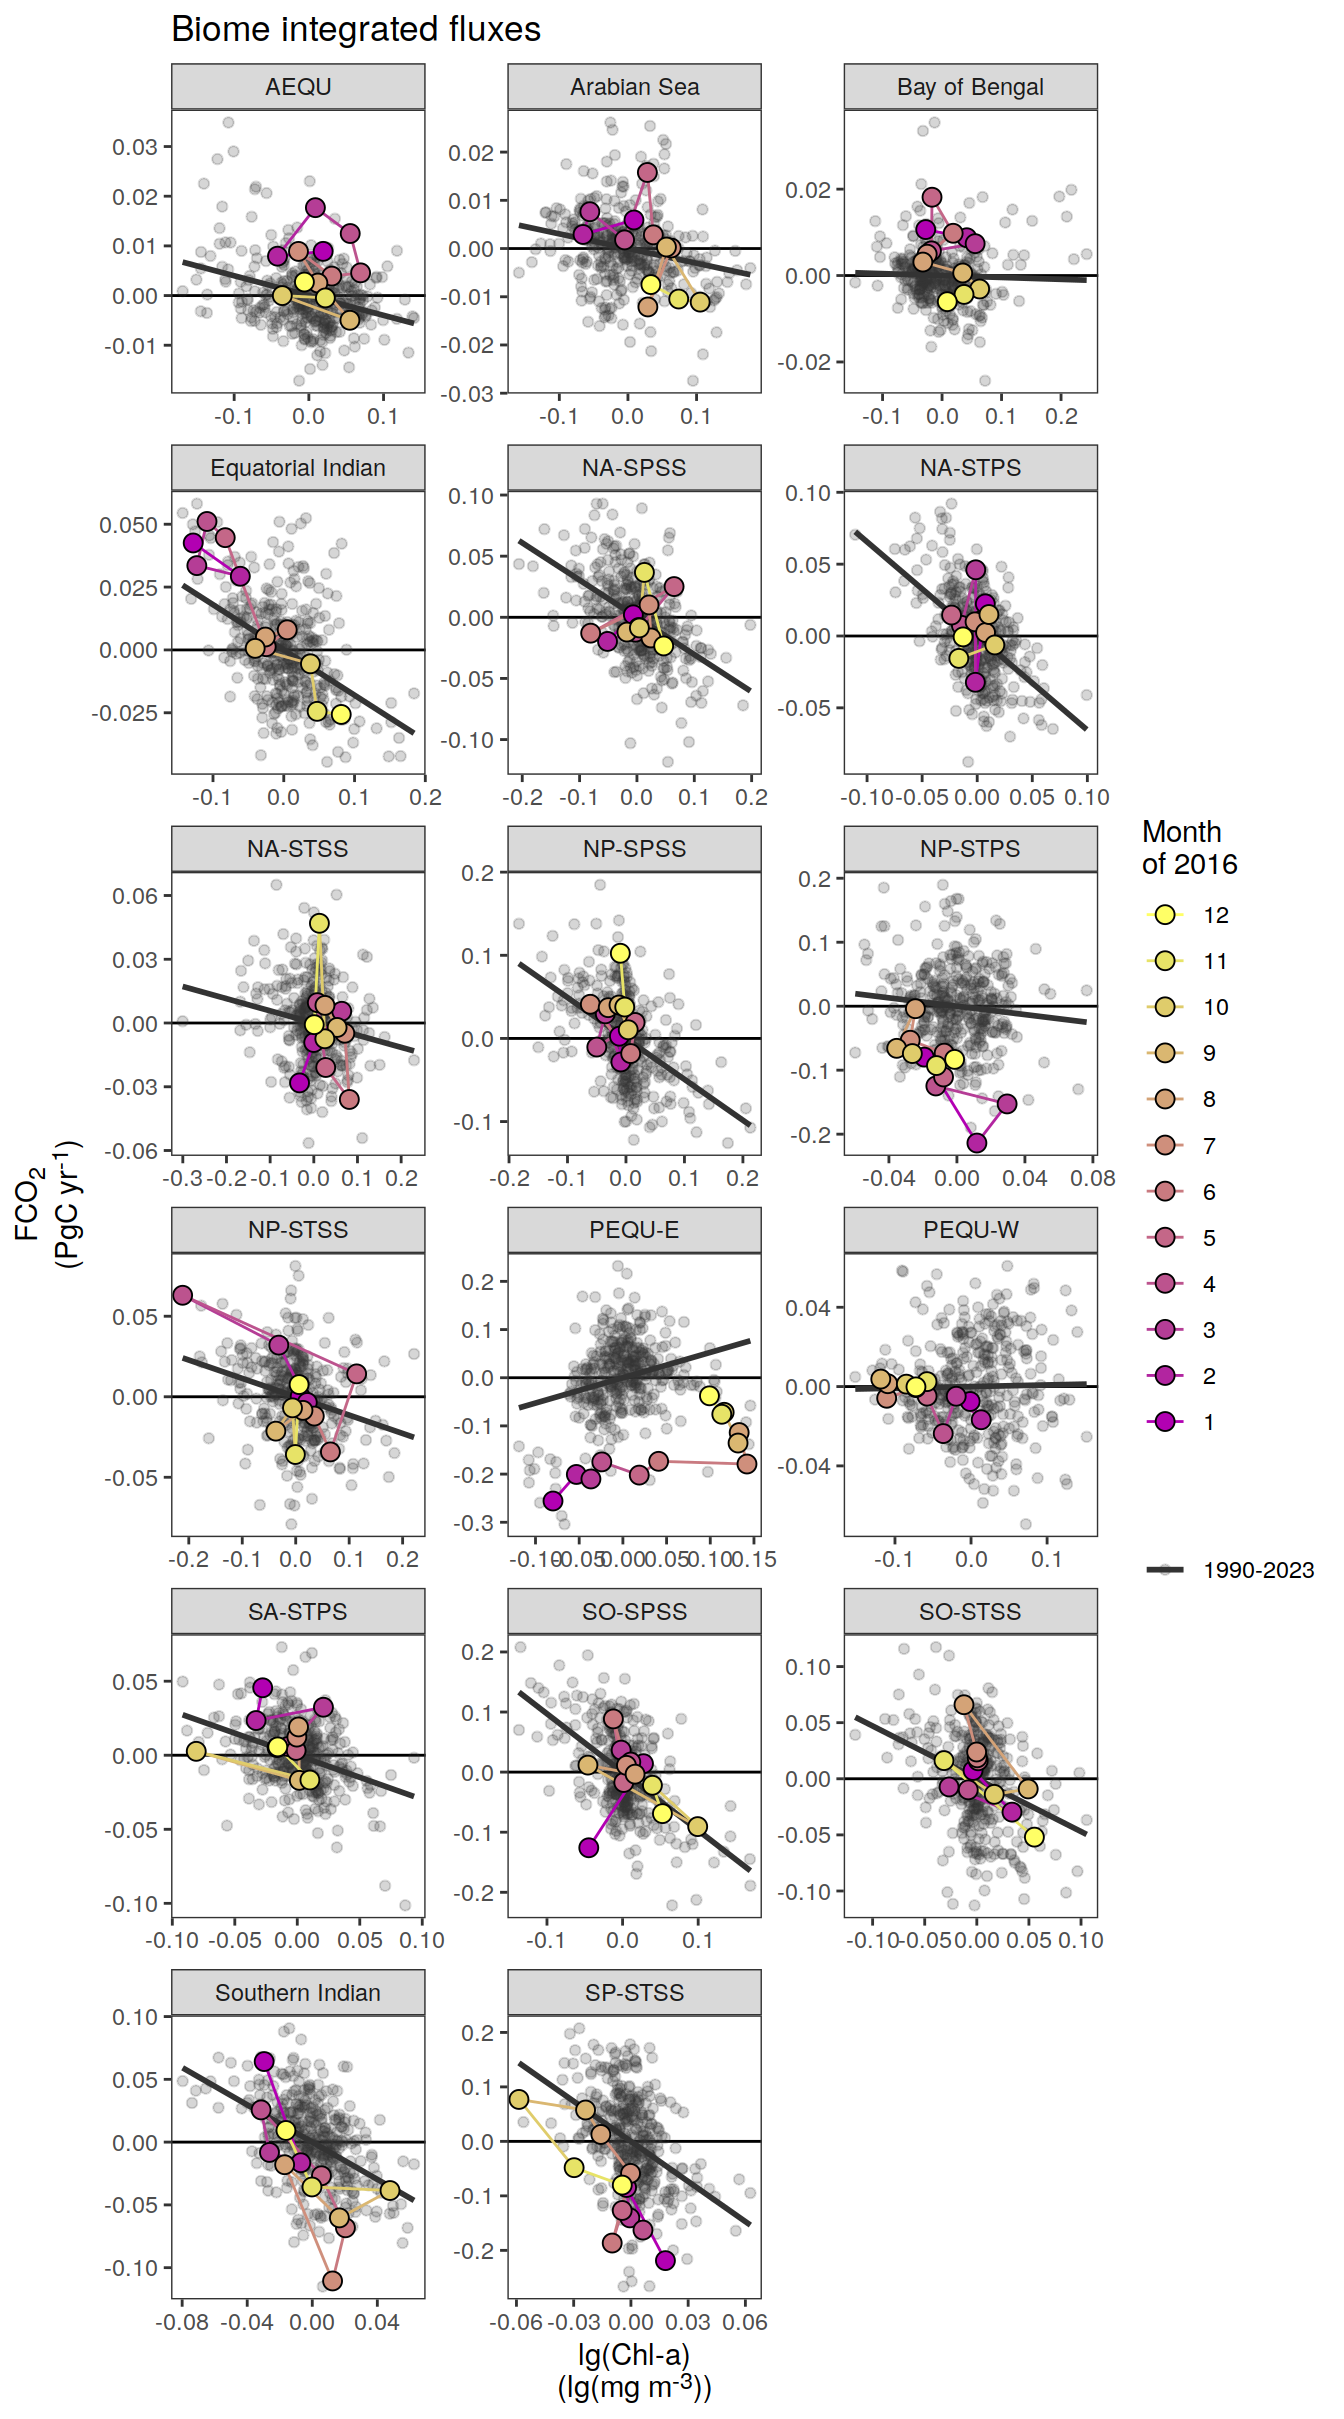 Biome integrated fluxes
AEQU
Arabian Sea
Bay of Bengal
0.03
0.02
0.01
0.00
-0.01
0.02
0.01
0.00
-0.01
-0.02
-0.03
0.02
0.00
-0.02
-0.1 0.0 0.1
-0.1 0.0 0.1
-0.1 0.0 0.1 0.2
Equatorial Indian
NA-SPSS
NA-STPS
0.050
0.025
0.000
-0.025
0.10
0.05
0.00
-0.05
-0.10
0.10
0.05
0.00
-0.05
-0.1 0.0 0.1 0.2
-0.2 -0.1 0.0 0.1 0.2
-0.10 -0.05 0.00 0.05 0.10
NA-STSS
NP-SPSS
NP-STPS
0.06
0.03
0.00
-0.03
-0.06
0.2
0.1
0.0
-0.1
0.2
0.1
0.0
-0.1
-0.2
-0.3 -0.2 -0.1 0.0 0.1 0.2
-0.2 -0.1 0.0 0.1 0.2
-0.04 0.00 0.04 0.08
NP-STSS
PEQU-E
PEQU-W
0.05
0.00
-0.05
0.2
0.1
0.0
-0.1
-0.2
-0.3
0.04
0.00
-0.04
-0.2 -0.1 0.0 0.1 0.2
-0.10 -0.05 0.00 0.05 0.10 0.15
-0.1 0.0 0.1
SA-STPS
SO-SPSS
SO-STSS
0.05
0.00
-0.05
-0.10
0.2
0.1
0.0
-0.1
-0.2
0.10
0.05
0.00
-0.05
-0.10
-0.10 -0.05 0.00 0.05 0.10
-0.1 0.0 0.1
-0.10 -0.05 0.00 0.05 0.10
Southern Indian
SP-STSS
0.10
0.05
0.00
-0.05
-0.10
0.2
0.1
0.0
-0.1
-0.2
-0.08 -0.04 0.00 0.04
-0.06 -0.03 0.00 0.03 0.06
lg(Chl-a)
(lg(mg m⁻³))
FCO₂
(PgC yr⁻¹)
Month
of 2016
12
11
10
9
8
7
6
5
4
3
2
1
1990-2023